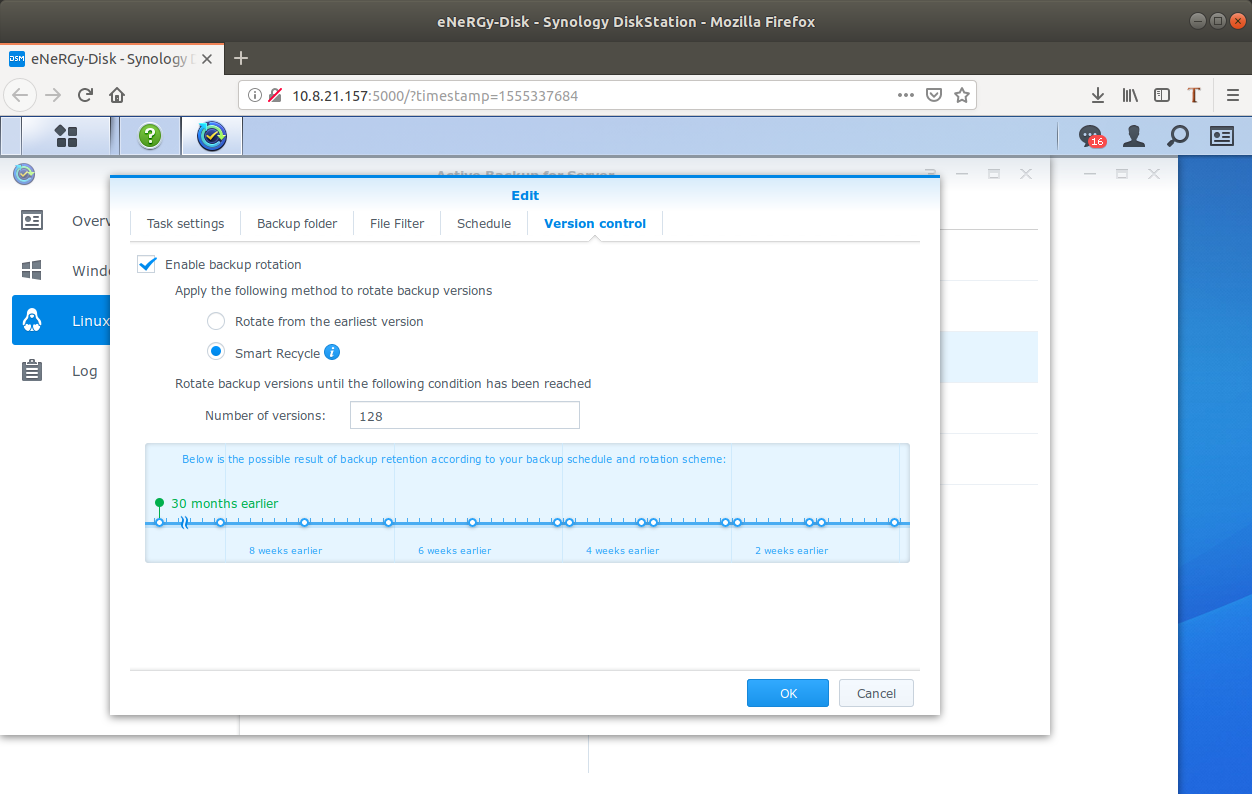 eNeRGy-Disk - Synology DiskStation - Mozilla Firefox
DSM eNeRGy-Disk - Synology D
10.8.21.157:5000/?timestamp=1555337684
16
Active Backup for Server
Edit
Task settings Backup folder File Filter Schedule Version control
Overv
Windo
Linux
Log
Enable backup rotation
Apply the following method to rotate backup versions
Rotate from the earliest version
Smart Recycle
Rotate backup versions until the following condition has been reached
Number of versions: 128
Below is the possible result of backup retention according to your backup schedule and rotation scheme:
30 months earlier
8 weeks earlier 6 weeks earlier 4 weeks earlier 2 weeks earlier
OK Cancel